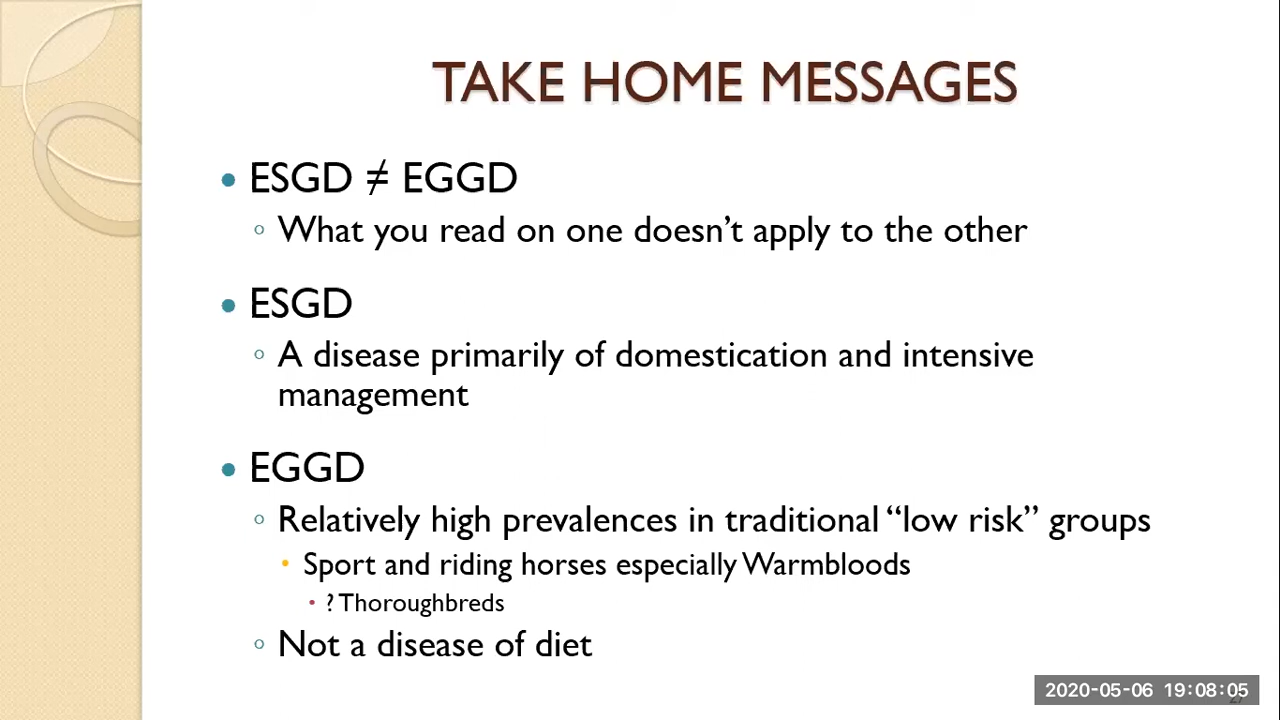 TAKE HOME MESSAGES
• ESGD ≠ EGGD
◦ What you read on one doesn’t apply to the other
• ESGD
◦ A disease primarily of domestication and intensive
management
• EGGD
◦ Relatively high prevalences in traditional “low risk” groups
• Sport and riding horses especially Warmbloods
• ? Thoroughbreds
◦ Not a disease of diet
2020-05-06 19:08:05